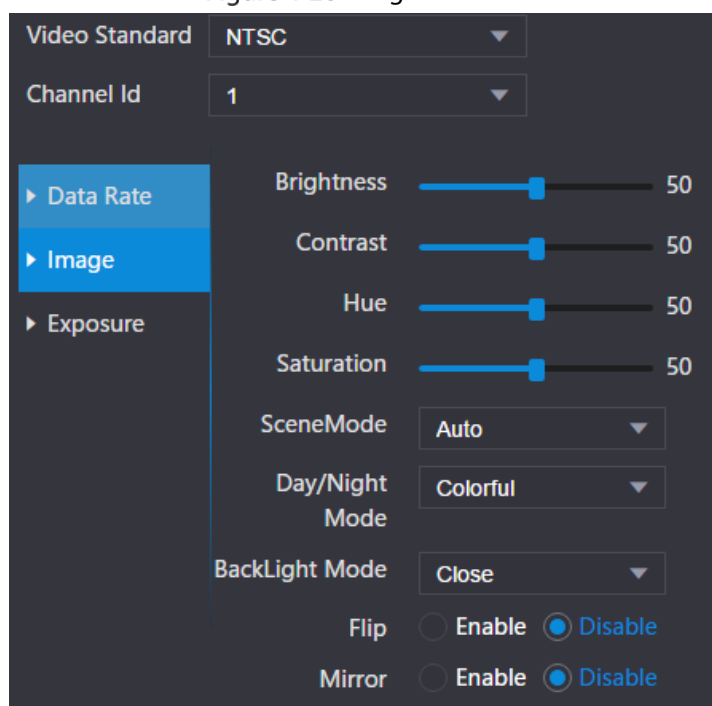 Video Standard NTSC
Channel Id 1
Data Rate
Image
Exposure
Brightness 50
Contrast 50
Hue 50
Saturation 50
SceneMode Auto
Day/Night Mode Colorful
BackLight Mode Close
Flip Enable Disable
Mirror Enable Disable